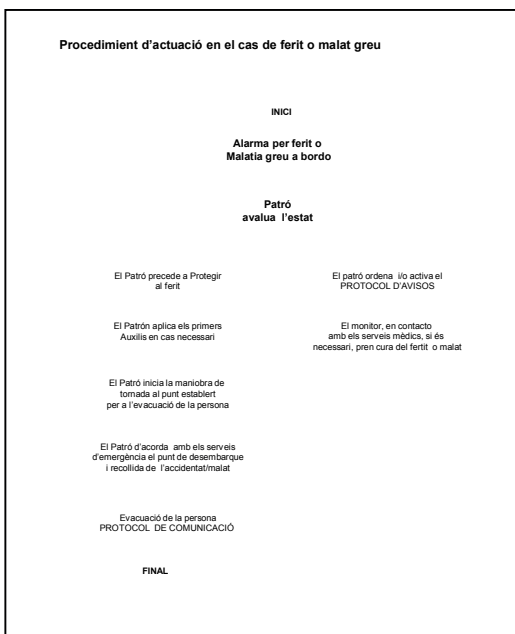 Procedimient d'actuació en el cas de ferit o malat greu
INICI
Alarma per ferit o
Malatia greu a bordo
Patró
avalua l'estat
El Patró precede a Protegir
al ferit
El patró ordena i/o activa el
PROTOCOL D'AVISOS
El Patrón aplica els primers
Auxilis en cas necessari
El monitor, en contacto
amb els serveis mèdics, si és
necessari, pren cura del fertit o malat
El Patró inicia la maniobra de
tornada al punt establert
per a l'evacuació de la persona
El Patró d'acorda amb els serveis
d'emergència el punt de desembarque
i recollida de l'accidentat/malat
Evacuació de la persona
PROTOCOL DE COMUNICACIÓ
FINAL